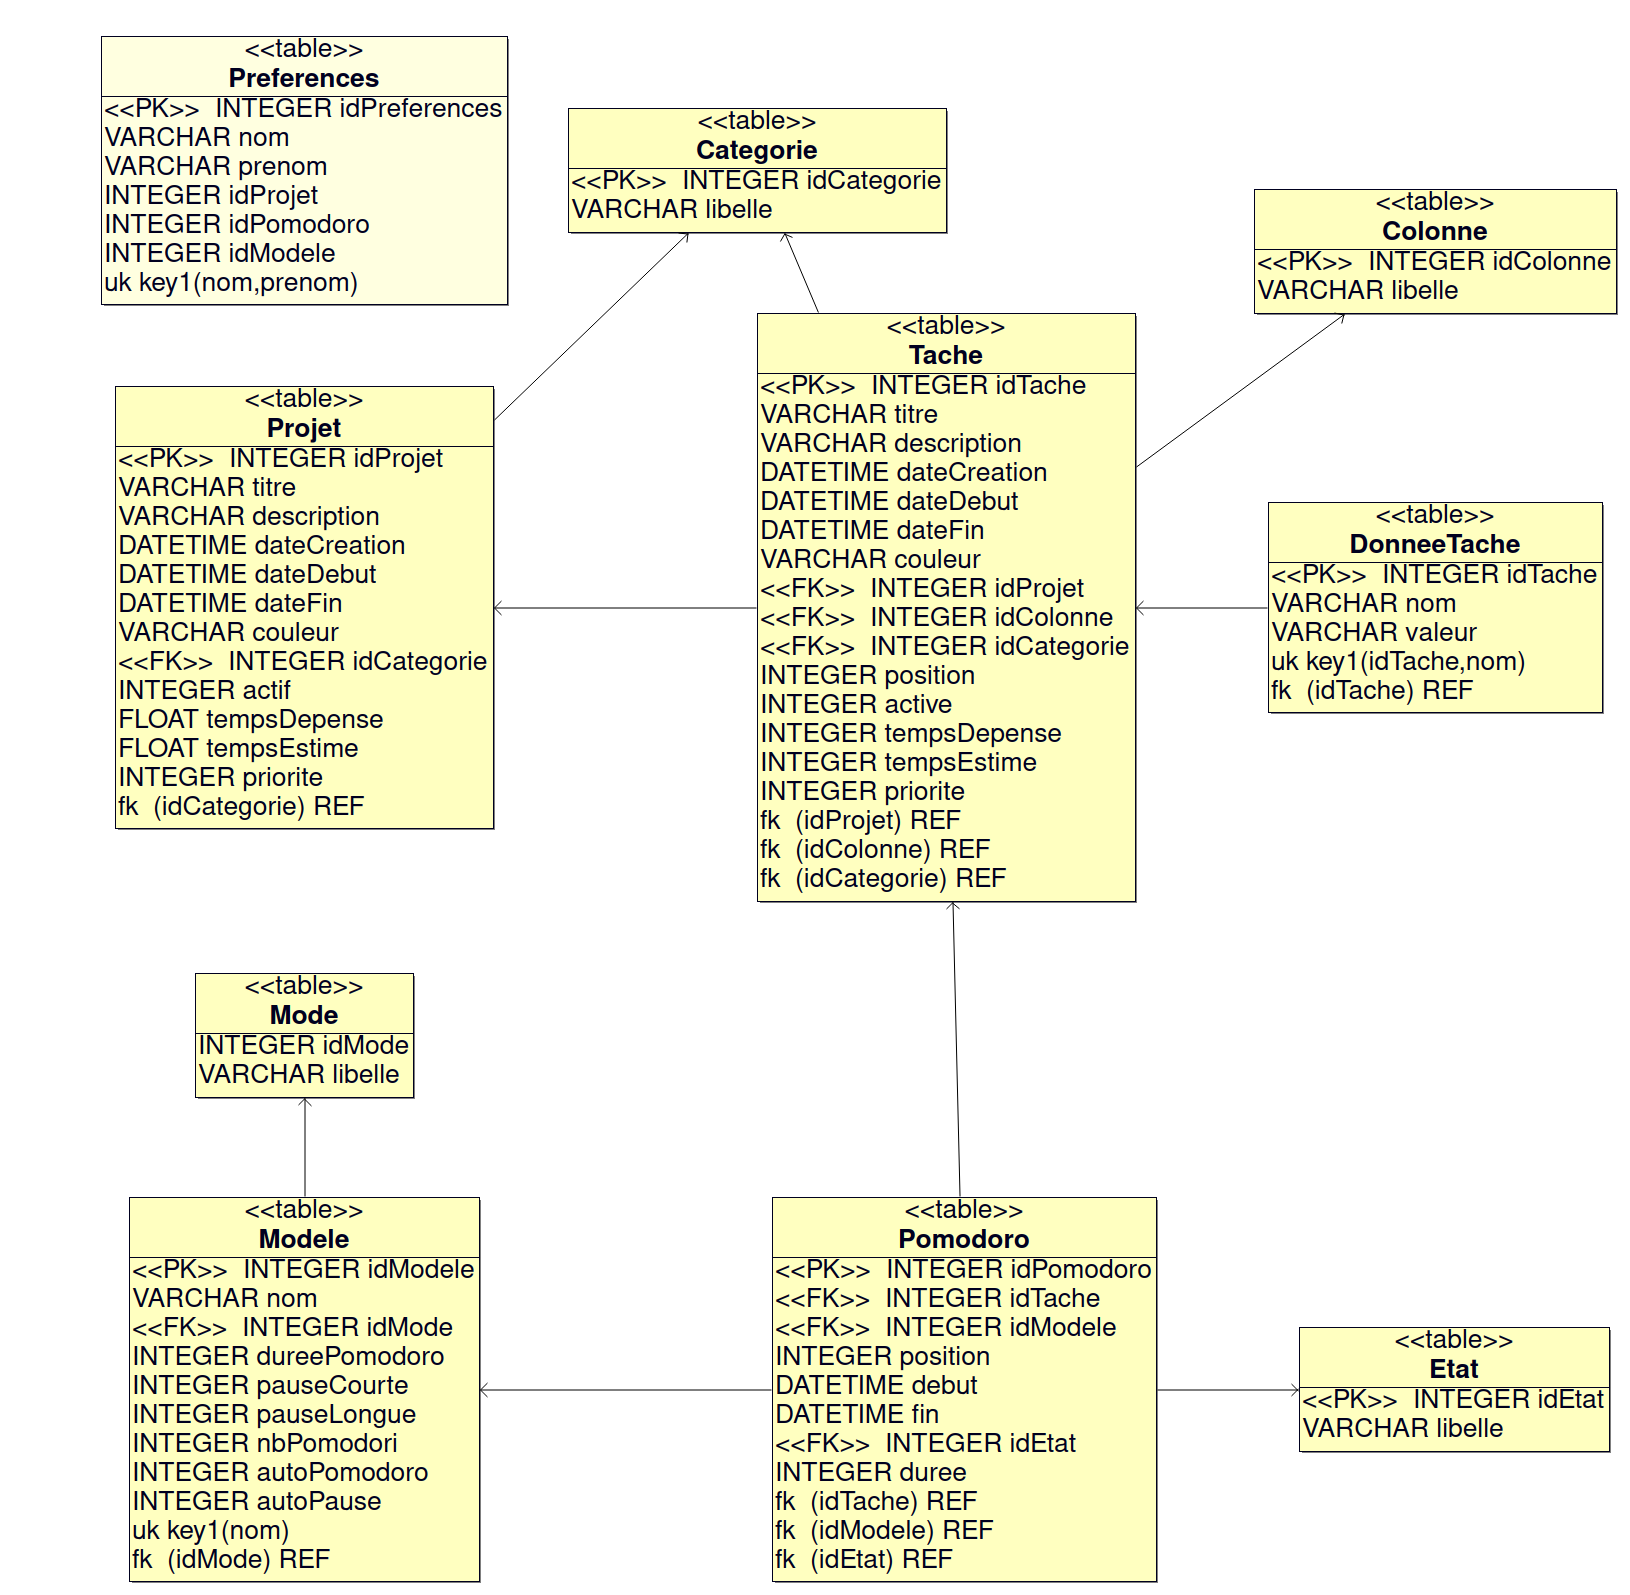 <<table>>
Preferences
<<PK>>  INTEGER idPreferences
VARCHAR nom
VARCHAR prenom
INTEGER idProjet
INTEGER idPomodoro
INTEGER idModele
uk key1(nom,prenom)
<<table>>
Categorie
<<PK>>  INTEGER idCategorie
VARCHAR libelle
<<table>>
Colonne
<<PK>>  INTEGER idColonne
VARCHAR libelle
<<table>>
Projet
<<PK>>  INTEGER idProjet
VARCHAR titre
VARCHAR description
DATETIME dateCreation
DATETIME dateDebut
DATETIME dateFin
VARCHAR couleur
<<FK>>  INTEGER idCategorie
INTEGER actif
FLOAT tempsDepense
FLOAT tempsEstime
INTEGER priorite
fk  (idCategorie) REF
<<table>>
Tache
<<PK>>  INTEGER idTache
VARCHAR titre
VARCHAR description
DATETIME dateCreation
DATETIME dateDebut
DATETIME dateFin
VARCHAR couleur
<<FK>>  INTEGER idProjet
<<FK>>  INTEGER idColonne
<<FK>>  INTEGER idCategorie
INTEGER position
INTEGER active
INTEGER tempsDepense
INTEGER tempsEstime
INTEGER priorite
fk  (idProjet) REF
fk  (idColonne) REF
fk  (idCategorie) REF
<<table>>
DonneeTache
<<PK>>  INTEGER idTache
VARCHAR nom
VARCHAR valeur
uk key1(idTache,nom)
fk  (idTache) REF
<<table>>
Mode
INTEGER idMode
VARCHAR libelle
<<table>>
Modele
<<PK>>  INTEGER idModele
VARCHAR nom
<<FK>>  INTEGER idMode
INTEGER dureePomodoro
INTEGER pauseCourte
INTEGER pauseLongue
INTEGER nbPomodori
INTEGER autoPomodoro
INTEGER autoPause
uk key1(nom)
fk  (idMode) REF
<<table>>
Pomodoro
<<PK>>  INTEGER idPomodoro
<<FK>>  INTEGER idTache
<<FK>>  INTEGER idModele
INTEGER position
DATETIME debut
DATETIME fin
<<FK>>  INTEGER idEtat
INTEGER duree
fk  (idTache) REF
fk  (idModele) REF
fk  (idEtat) REF
<<table>>
Etat
<<PK>>  INTEGER idEtat
VARCHAR libelle